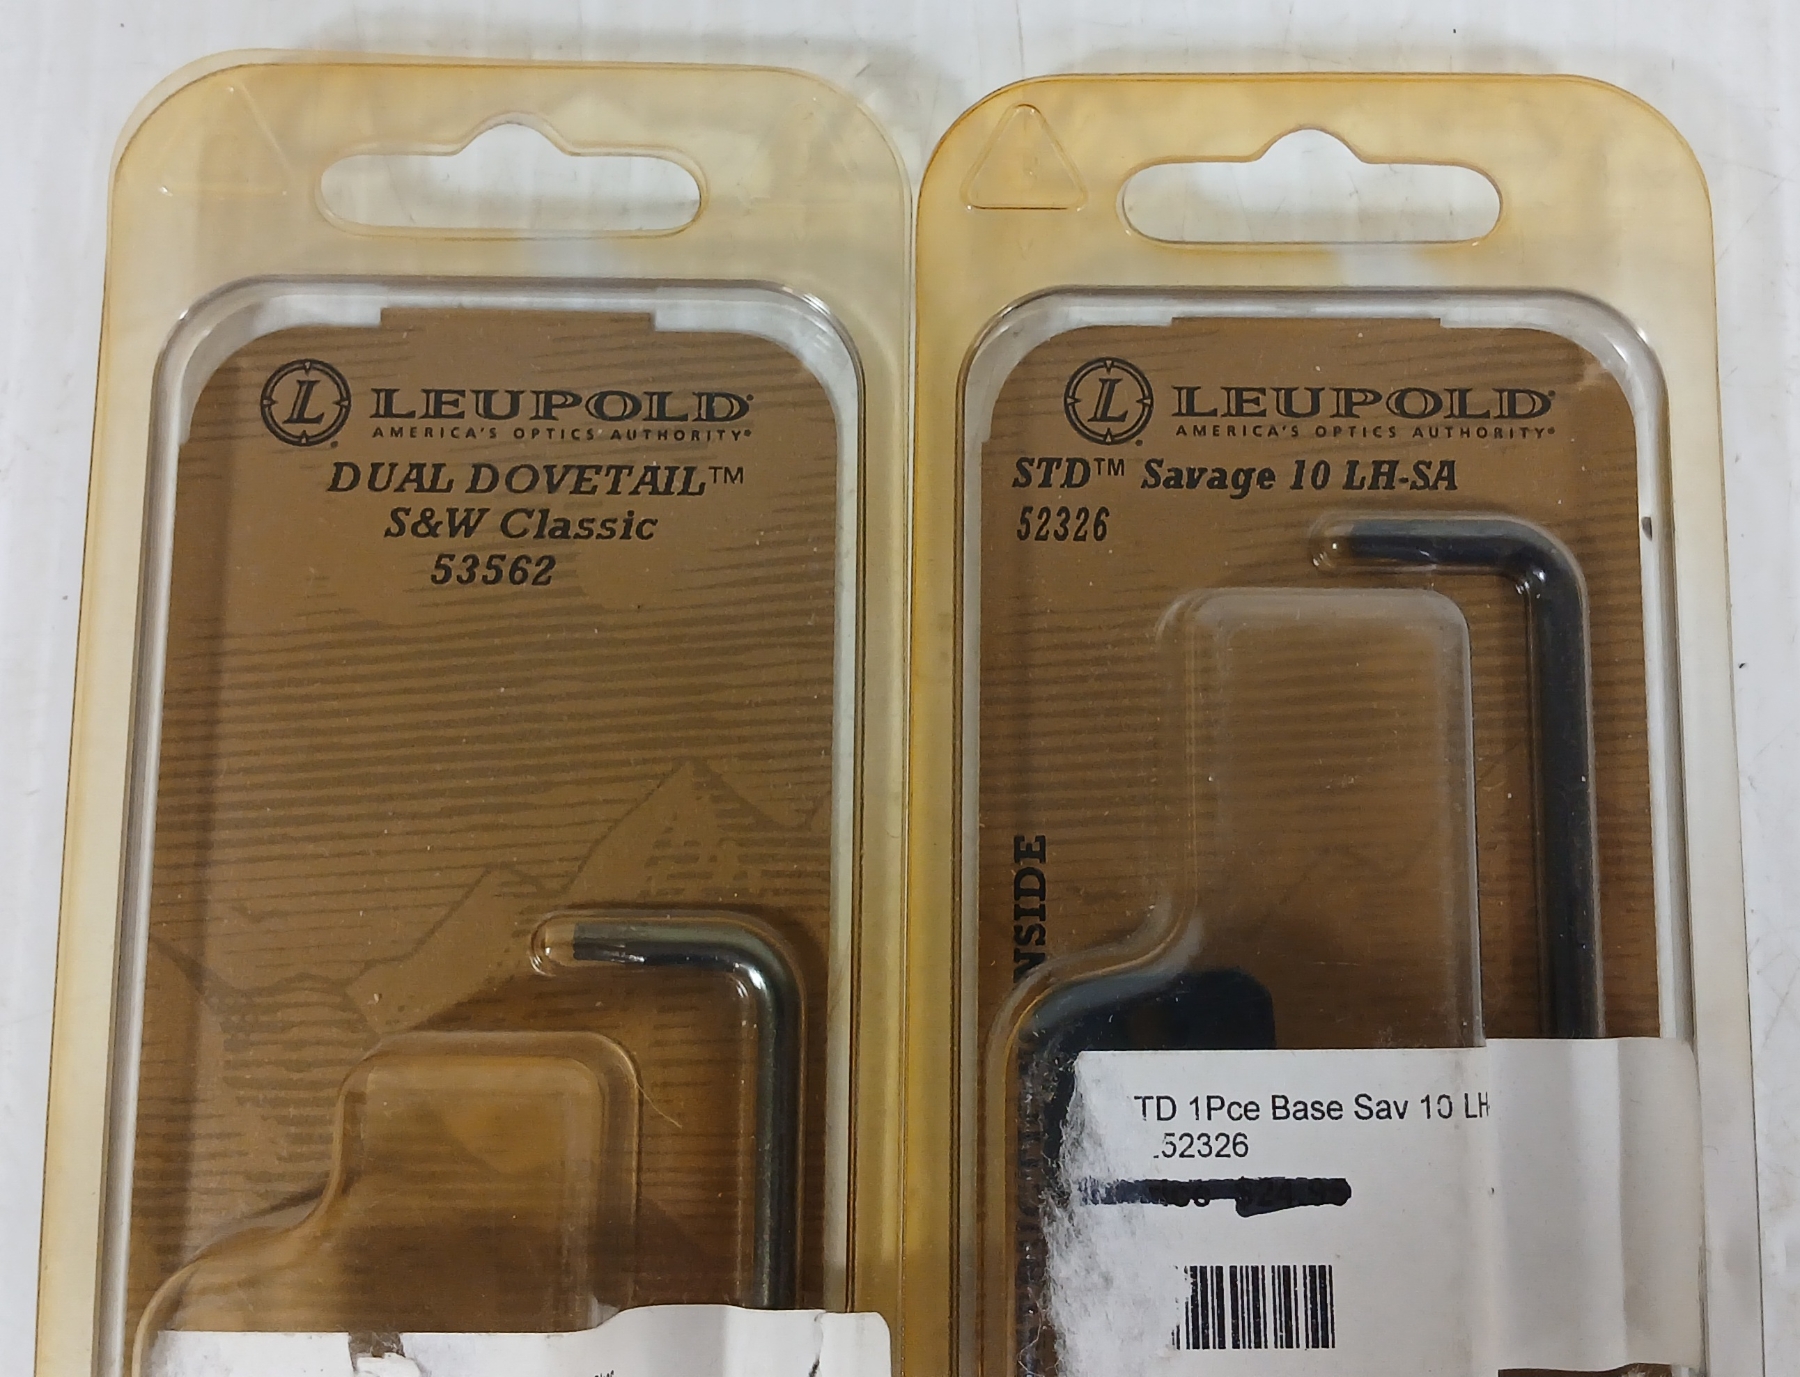 L LEUPOLD®
AMERICA'S OPTICS AUTHORITY®
DUAL DOVETAIL™
S&W Classic
53562
L LEUPOLD®
AMERICA'S OPTICS AUTHORITY®
STD™ Savage 10 LH-SA
52326
NSIDE
TD 1Pce Base Sav 10 LH
52326